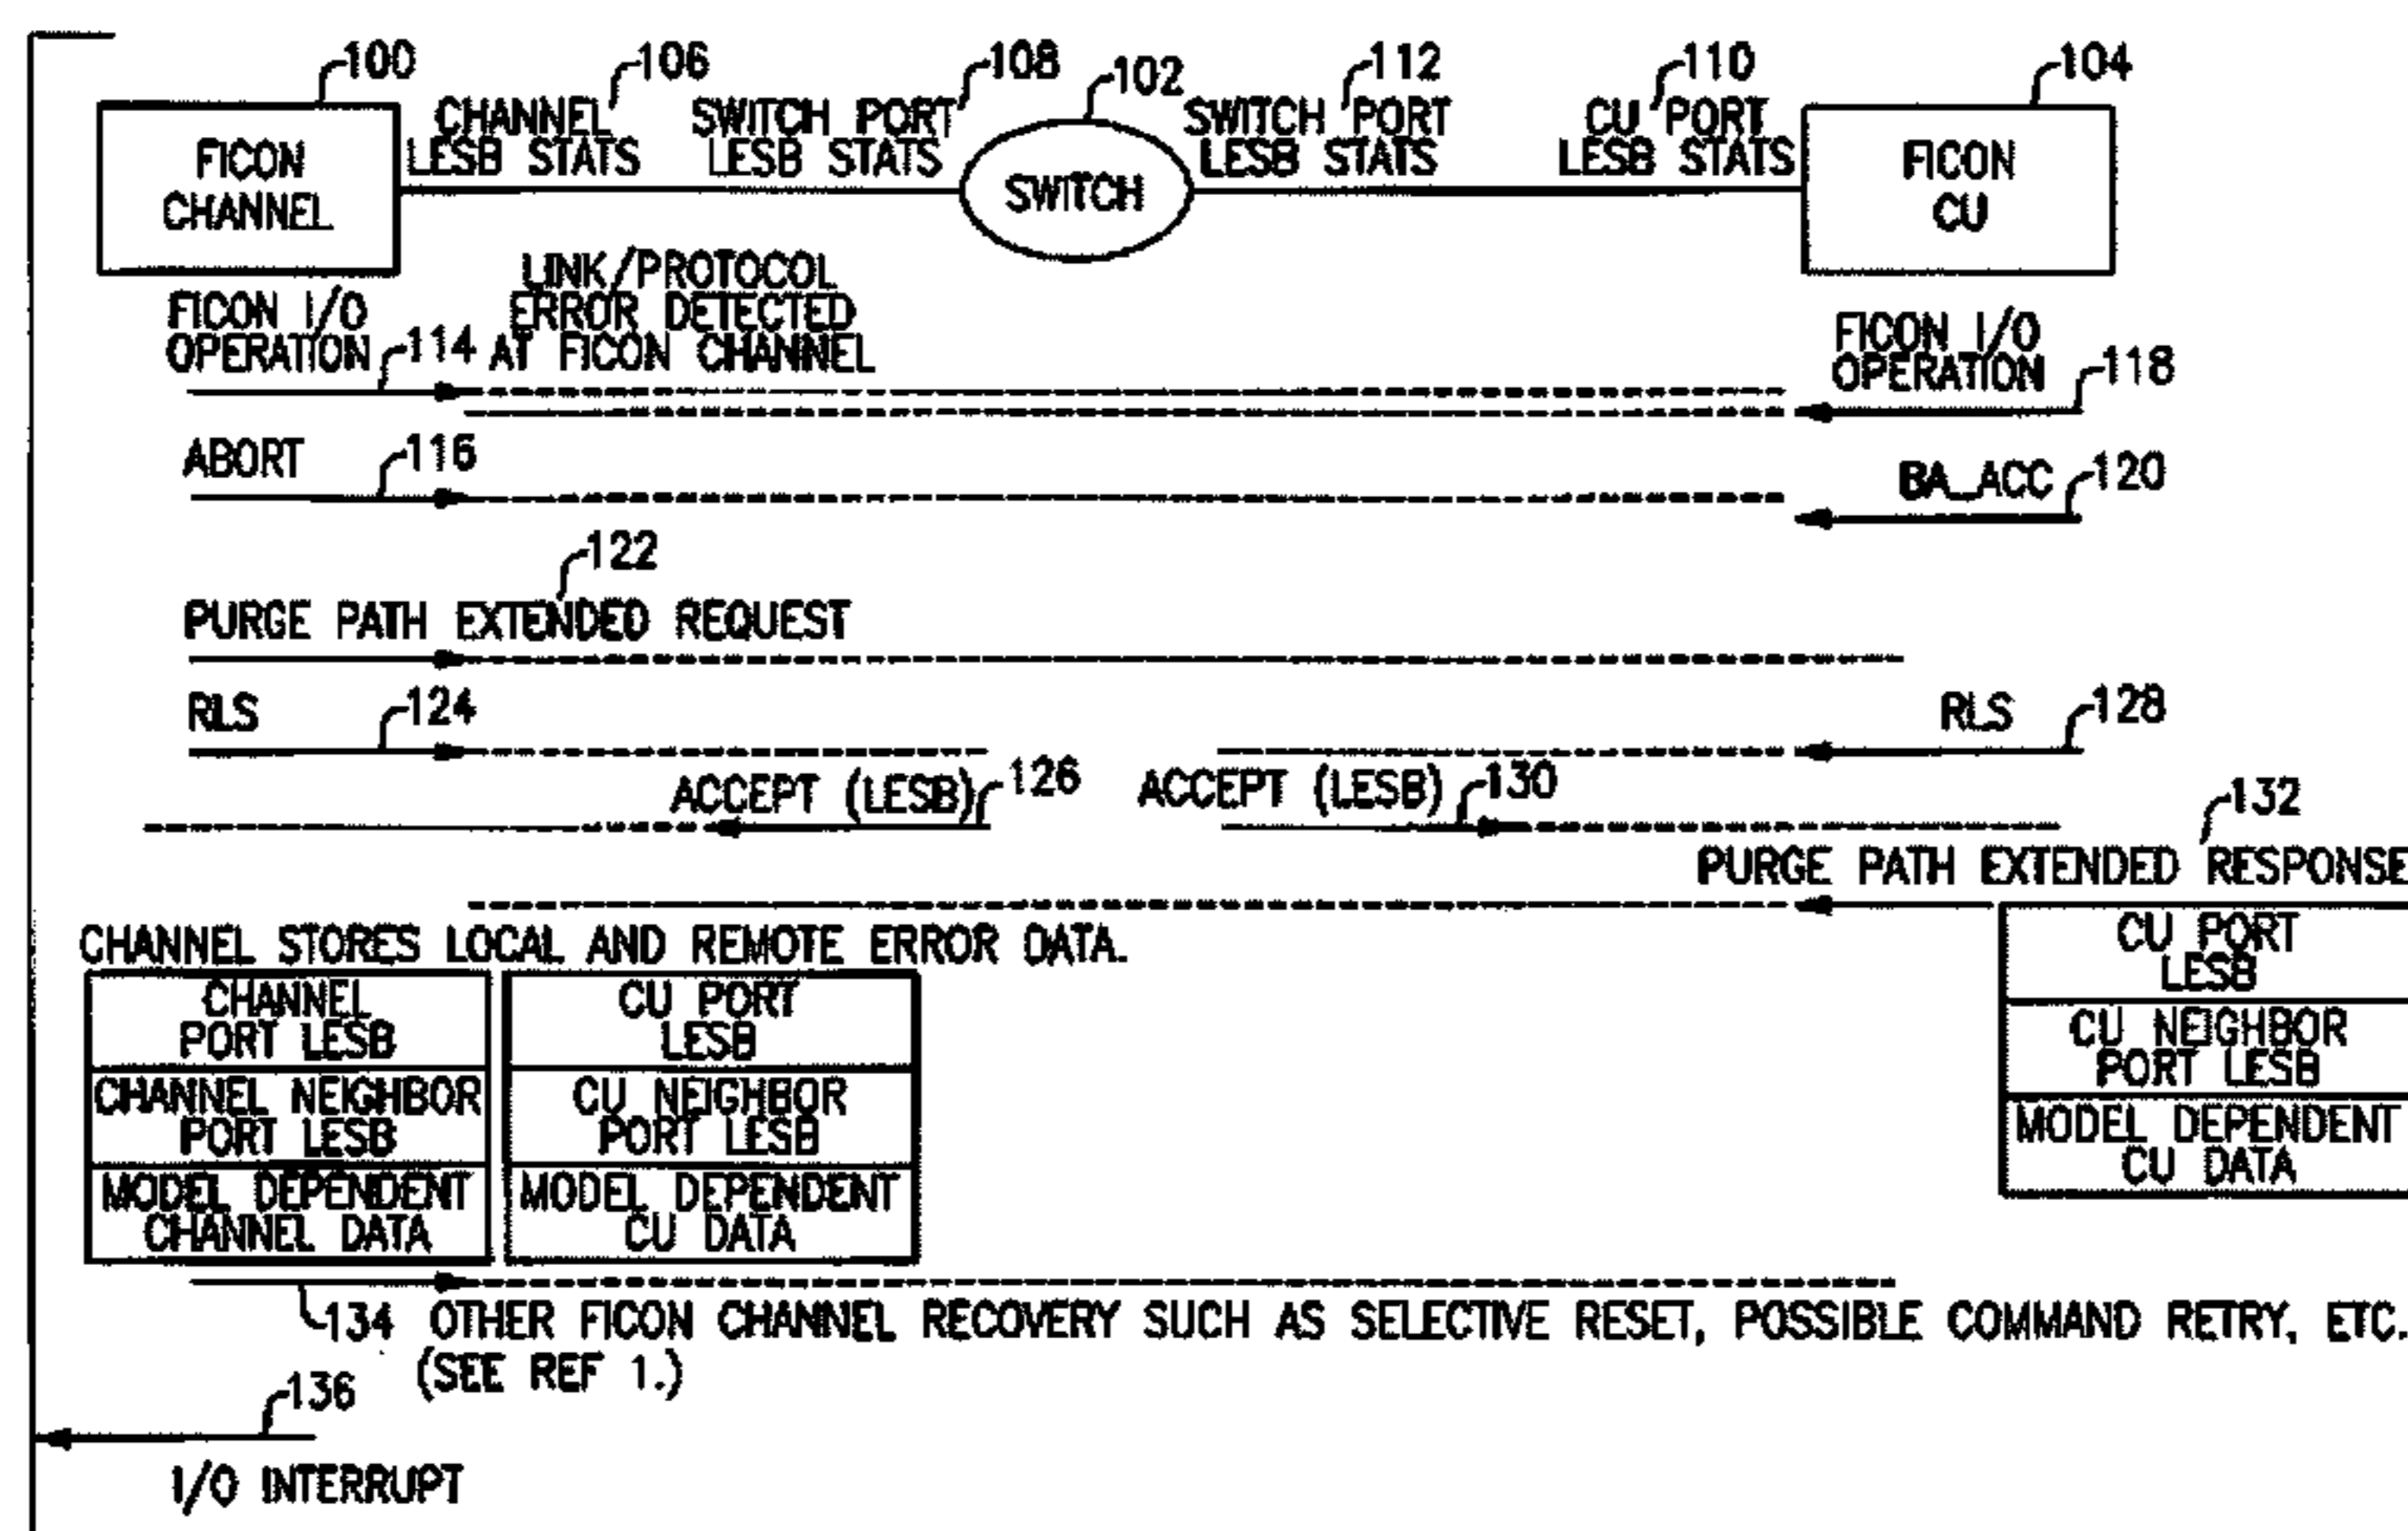 100
106
108
102
112
110
104
FICON
CHANNEL
CHANNEL
LESB STATS
SWITCH PORT
LESB STATS
SWITCH
SWITCH PORT
LESB STATS
CU PORT
LESB STATS
FICON
CU
FICON I/O
OPERATION
114
LINK/PROTOCOL
ERROR DETECTED
AT FICON CHANNEL
FICON I/O
OPERATION
118
ABORT
116
BA_ACC
120
122
PURGE PATH EXTENDED REQUEST
RLS
124
RLS
128
ACCEPT (LESB)
126
ACCEPT (LESB)
130
132
PURGE PATH EXTENDED RESPONSE
CHANNEL STORES LOCAL AND REMOTE ERROR DATA.
CHANNEL
PORT LESB
CHANNEL NEIGHBOR
PORT LESB
MODEL DEPENDENT
CHANNEL DATA
CU PORT
LESB
CU NEIGHBOR
PORT LESB
MODEL DEPENDENT
CU DATA
CU PORT
LESB
CU NEIGHBOR
PORT LESB
MODEL DEPENDENT
CU DATA
134
OTHER FICON CHANNEL RECOVERY SUCH AS SELECTIVE RESET, POSSIBLE COMMAND RETRY, ETC.
(SEE REF 1.)
136
I/O INTERRUPT